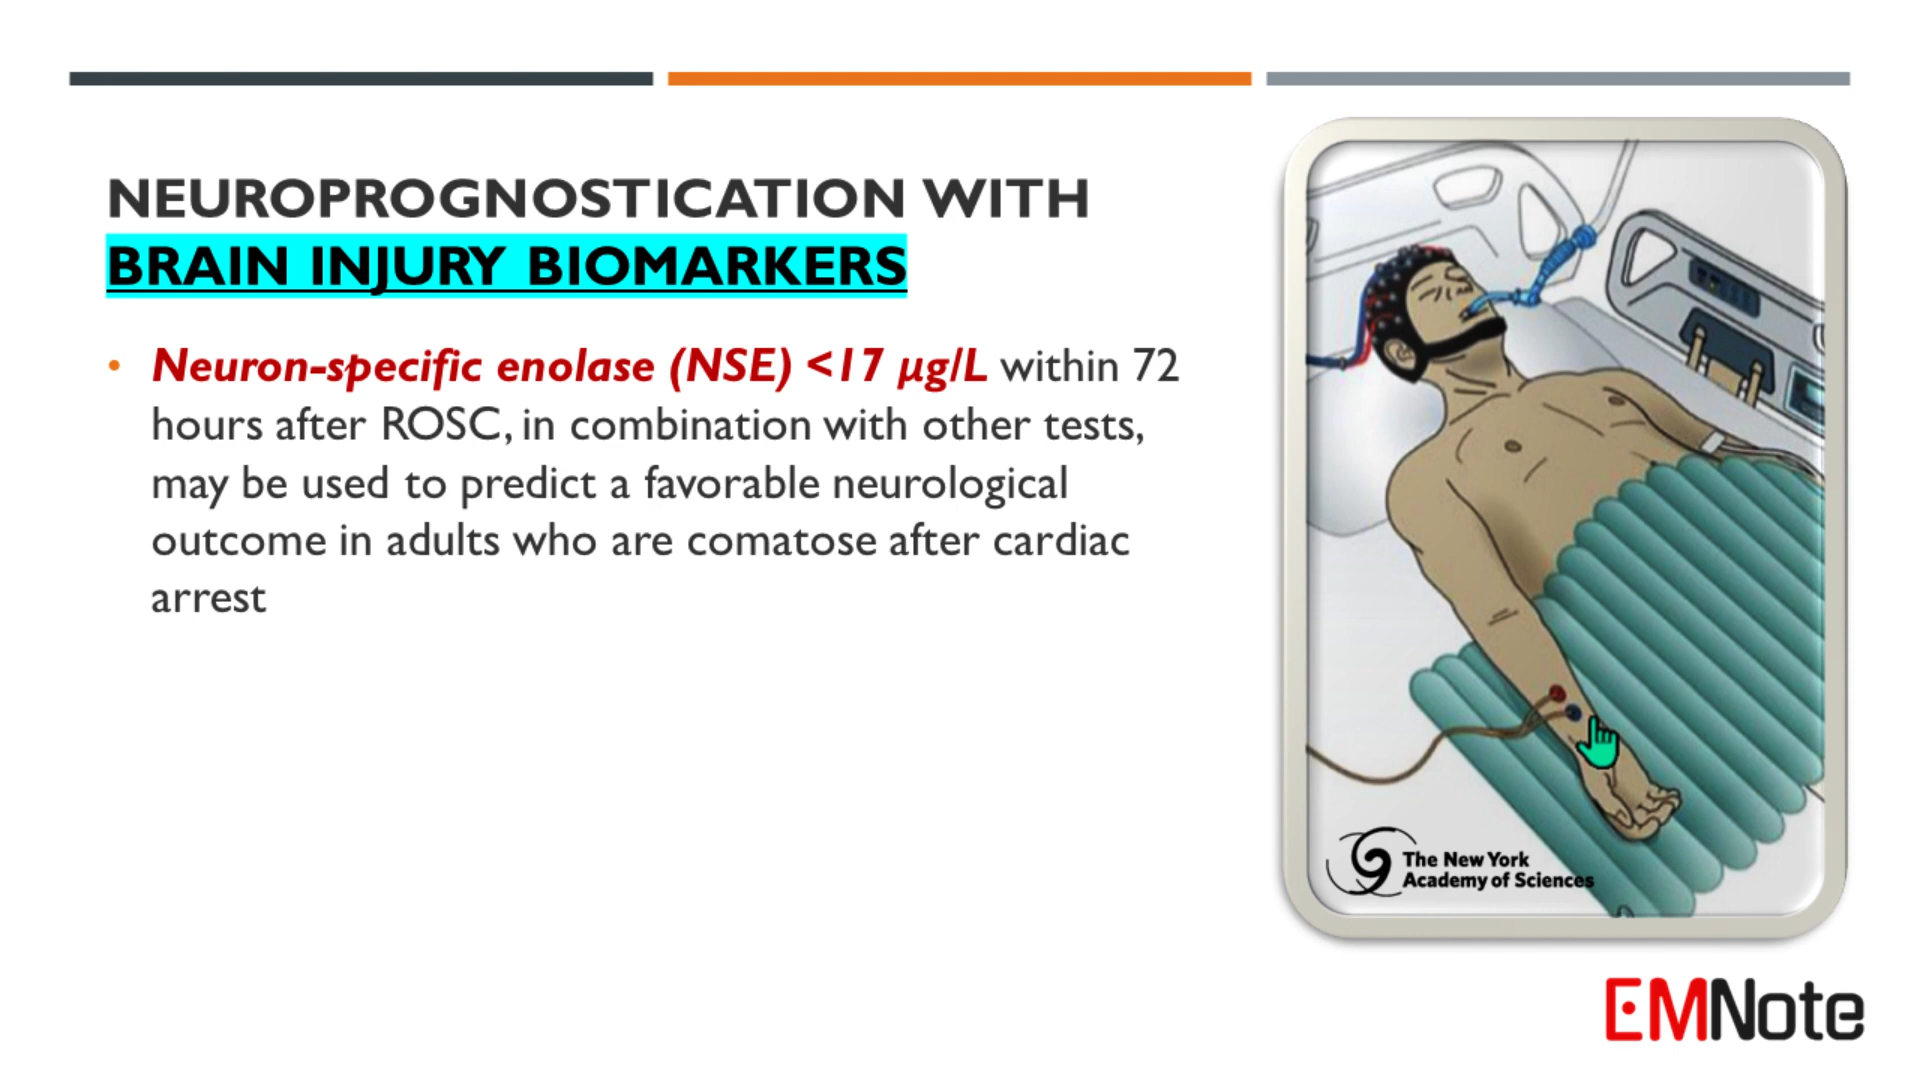 NEUROPROGNOSTICATION WITH
BRAIN INJURY BIOMARKERS
• Neuron-specific enolase (NSE) <17 µg/L within 72
hours after ROSC, in combination with other tests,
may be used to predict a favorable neurological
outcome in adults who are comatose after cardiac
arrest
The New York
Academy of Sciences
EMNote